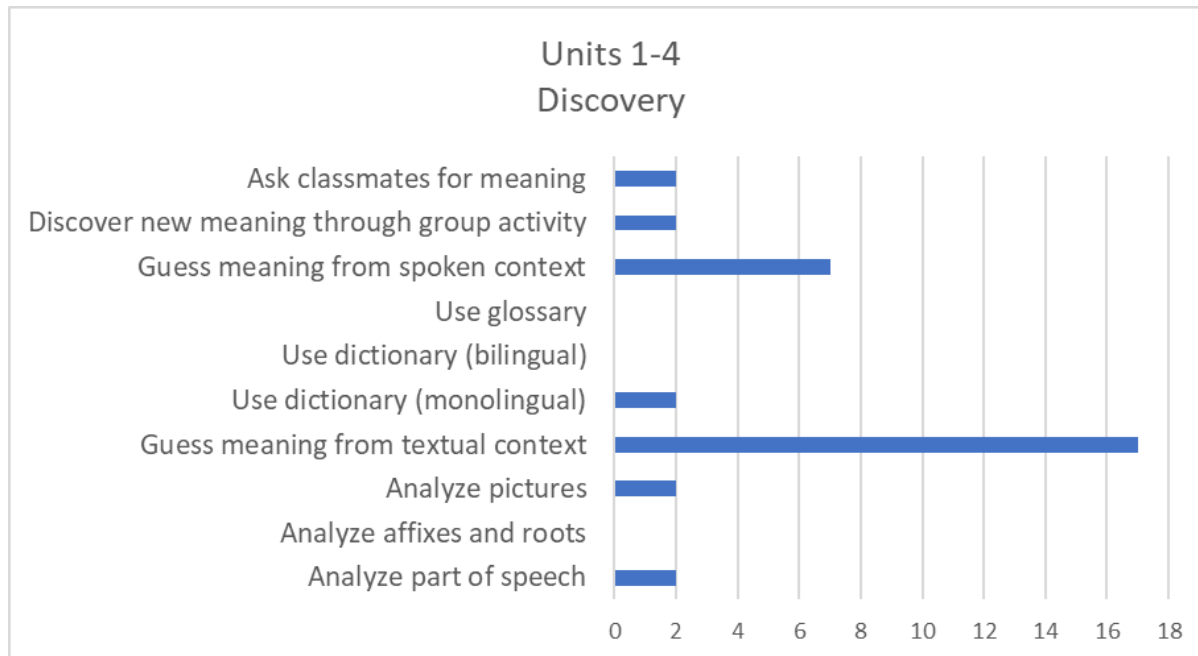 Units 1-4
Discovery
Ask classmates for meaning
Discover new meaning through group activity
Guess meaning from spoken context
Use glossary
Use dictionary (bilingual)
Use dictionary (monolingual)
Guess meaning from textual context
Analyze pictures
Analyze affixes and roots
Analyze part of speech
0 2 4 6 8 10 12 14 16 18